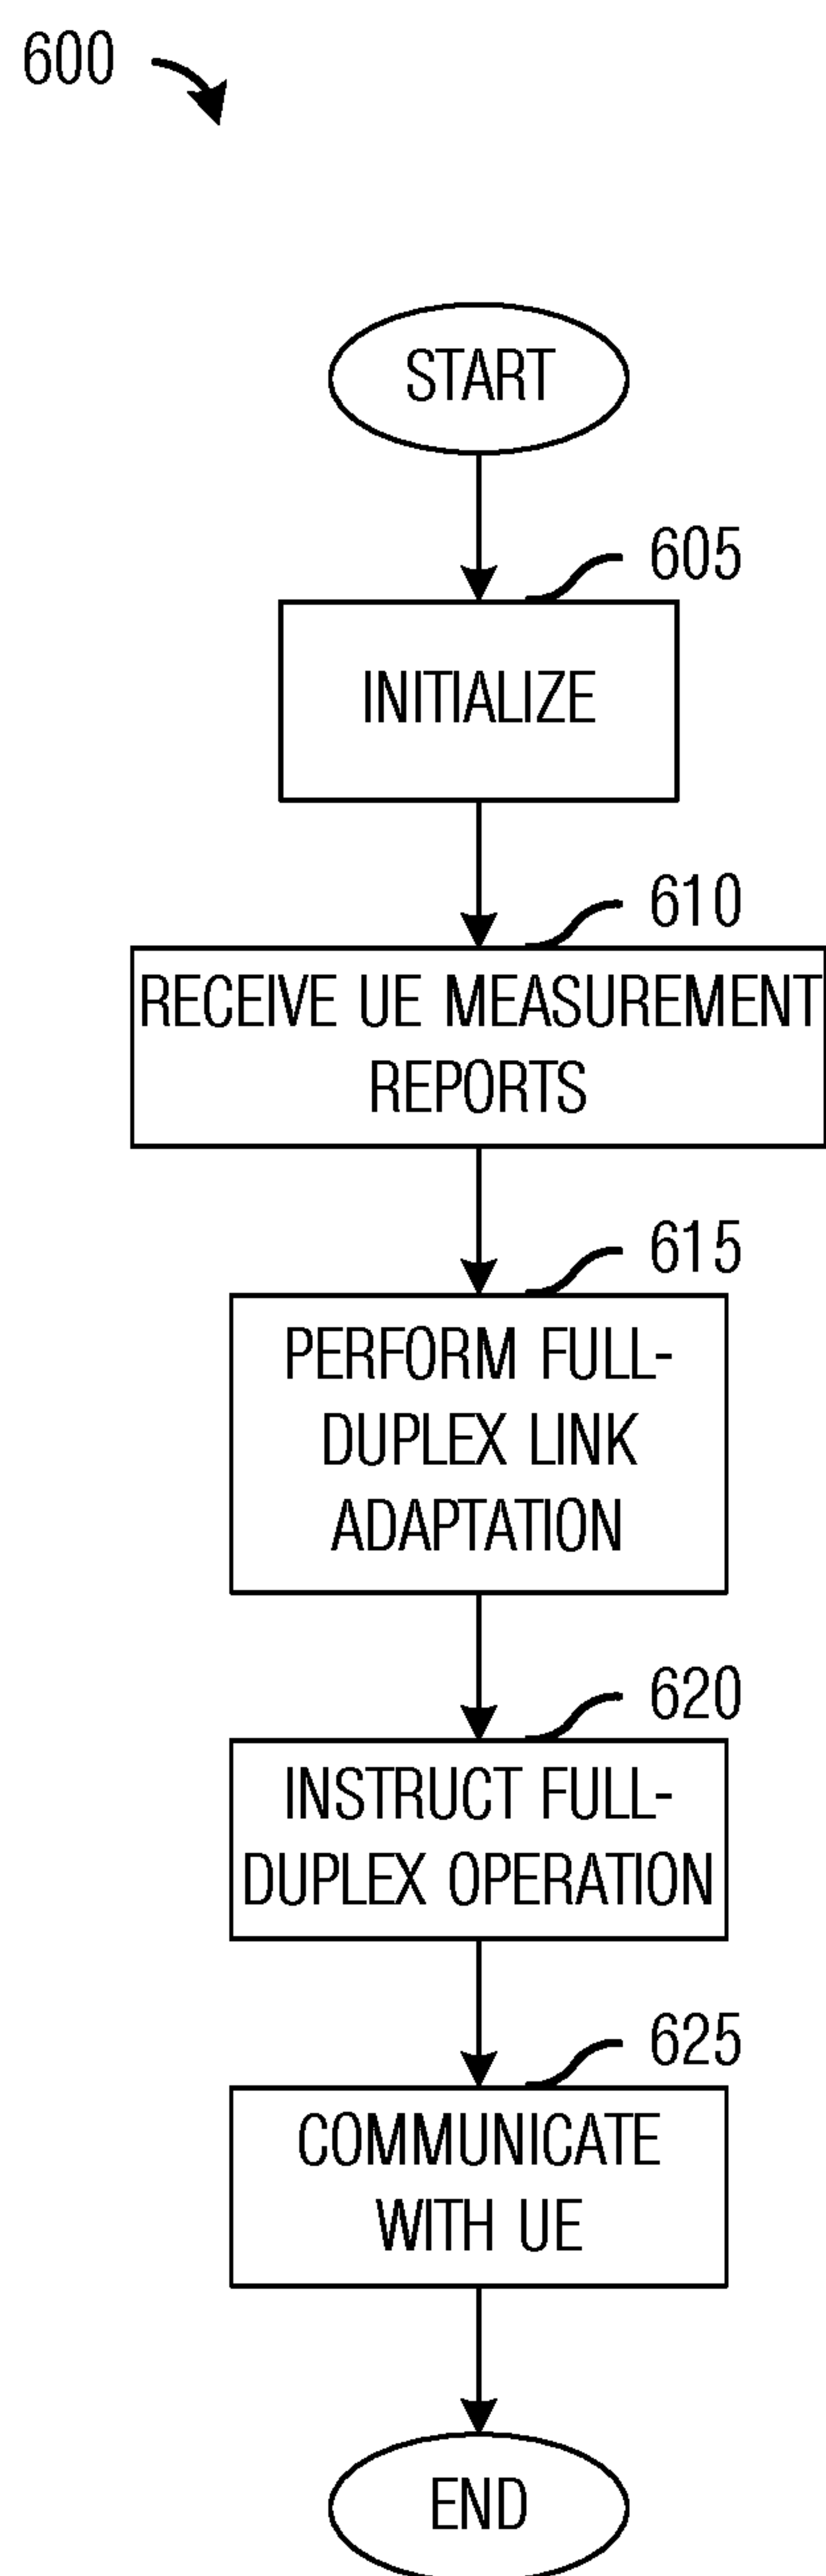 600
START
605
INITIALIZE
610
RECEIVE UE MEASUREMENT
REPORTS
615
PERFORM FULL-
DUPLEX LINK
ADAPTATION
620
INSTRUCT FULL-
DUPLEX OPERATION
625
COMMUNICATE
WITH UE
END